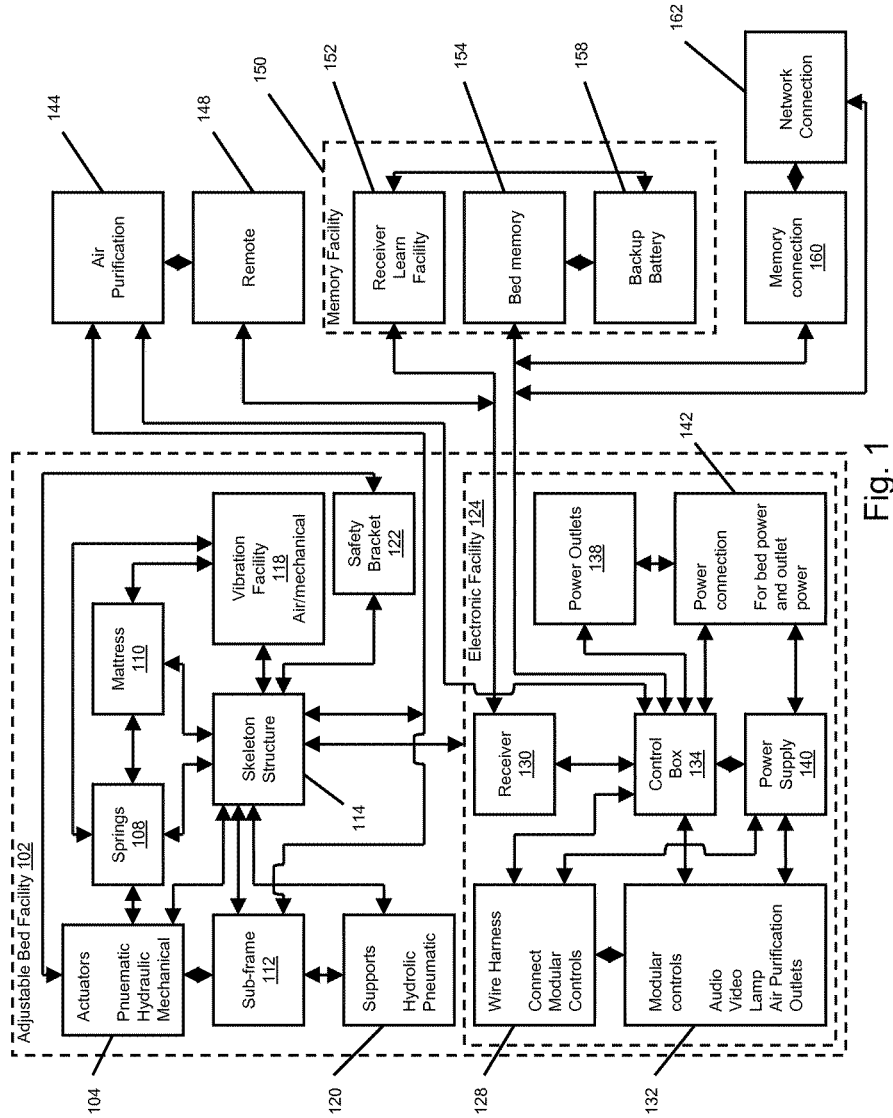 Adjustable Bed Facility 102
104
Actuators
Pnuematic
Hydraulic
Mechanical
Springs
108
Mattress
110
Sub-frame
112
Skeleton
Structure
114
Vibration
Facility
118
Air/mechanical
120
Supports
Hydrolic
Pneumatic
Safety
Bracket
122
Electronic Facility 124
128
Wire Harness
Connect
Modular
Controls
Receiver
130
Power Outlets
138
132
Modular
controls
Audio
Video
Lamp
Air Purification
Outlets
Control
Box
134
Power
Supply
140
Power
connection
For bed power
and outlet
power
142
Air
Purification
144
Remote
148
Memory Facility
150
Receiver
Learn
Facility
152
Bed memory
154
Backup
Battery
158
Memory
connection
160
Network
Connection
162
Fig. 1